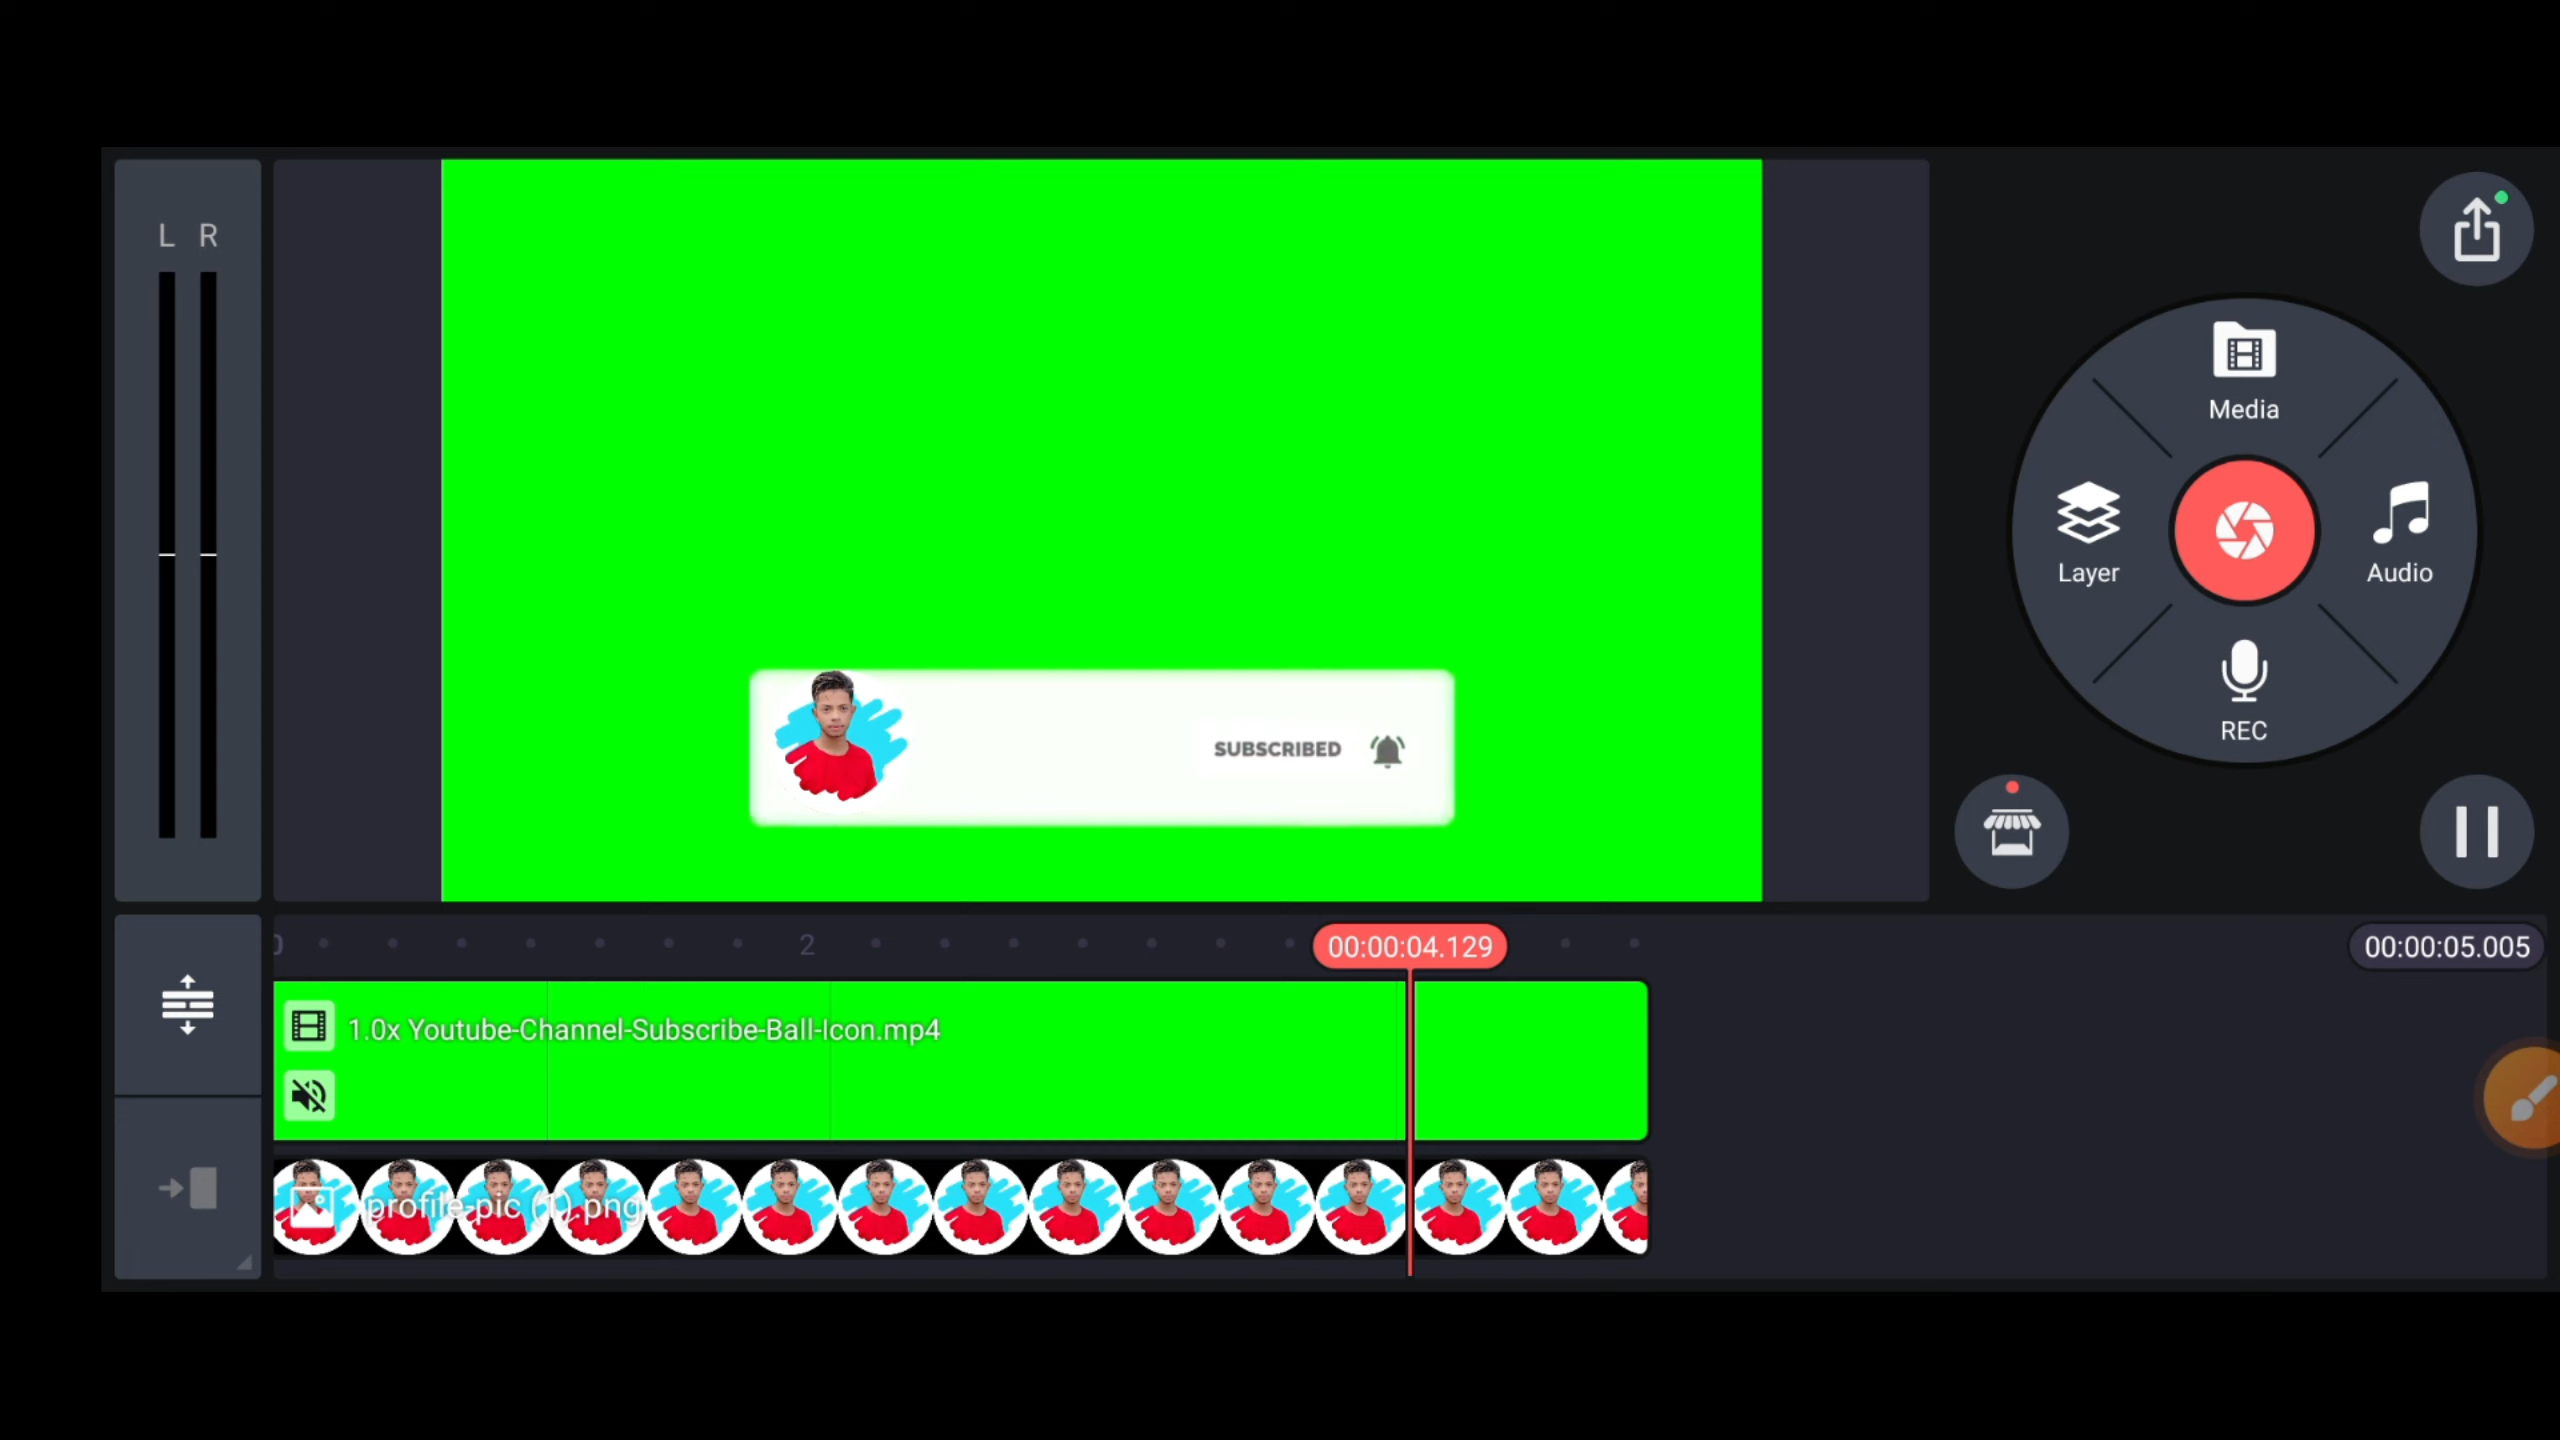 L R
Media
Layer
Audio
REC
SUBSCRIBED
0
2
00:00:04.129
00:00:05.005
1.0x Youtube-Channel-Subscribe-Ball-Icon.mp4
profile-pic (1).png